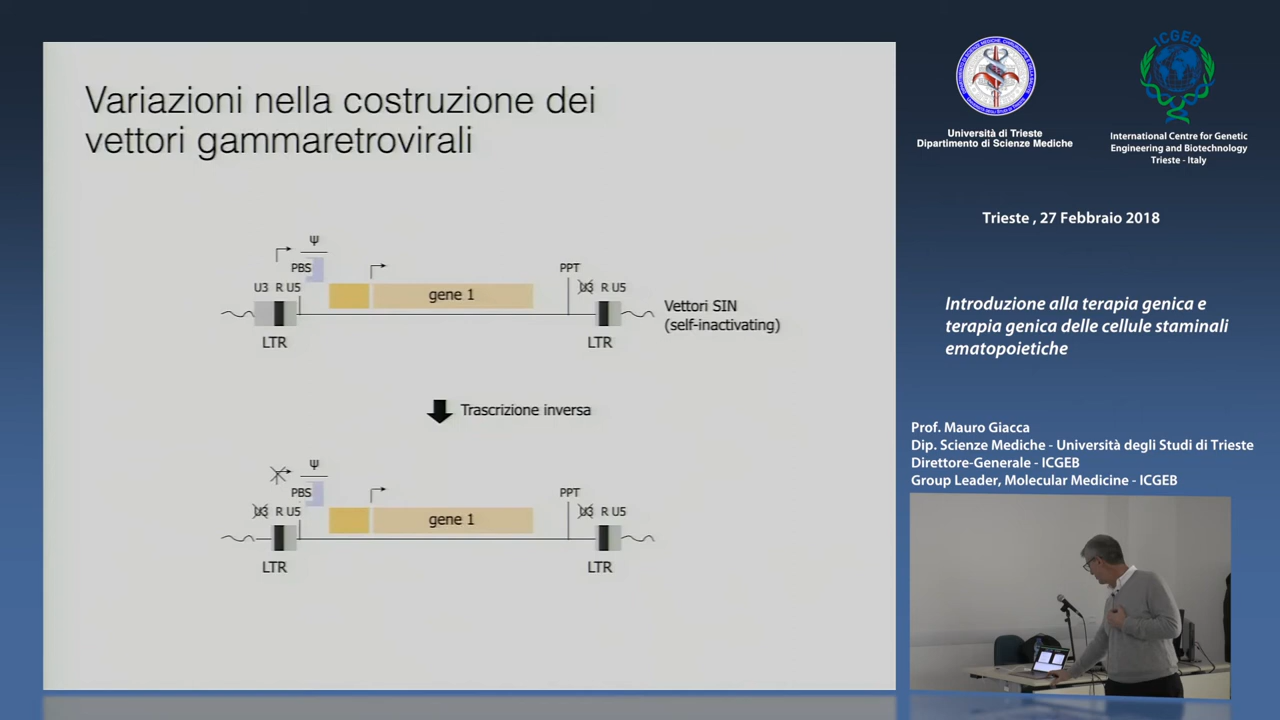 Variazioni nella costruzione dei
vettori gammaretrovirali
Ψ
PBS
PPT
U3 R U5
U3 R U5
gene 1
LTR
LTR
Vettori SIN
(self-inactivating)
Trascrizione inversa
Ψ
PBS
PPT
U3 R U5
U3 R U5
gene 1
LTR
LTR
Università di Trieste
Dipartimento di Scienze Mediche
ICGEB
International Centre for Genetic
Engineering and Biotechnology
Trieste - Italy
Trieste , 27 Febbraio 2018
Introduzione alla terapia genica e
terapia genica delle cellule staminali
ematopoietiche
Prof. Mauro Giacca
Dip. Scienze Mediche - Università degli Studi di Trieste
Direttore-Generale - ICGEB
Group Leader, Molecular Medicine - ICGEB